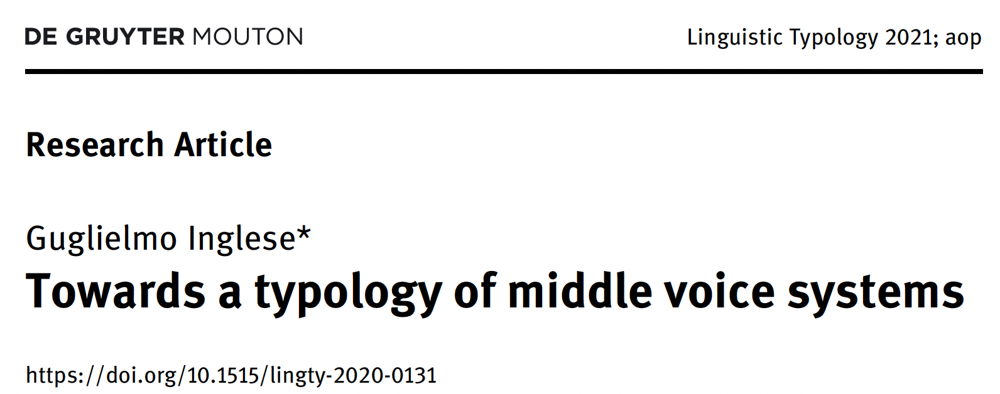 DE GRUYTER MOUTON
Linguistic Typology 2021; aop
Research Article
Guglielmo Inglese*
Towards a typology of middle voice systems
https://doi.org/10.1515/lingty-2020-0131